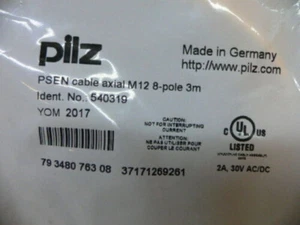 pilz
Made in Germany
http://www.pilz.com
PSEN cable axial M12 8-pole 3m
Ident. No.: 540319
YOM 2017
CAUTION:
NOT FOR INTERRUPTING
CURRENT
ATTENTION:
NE PAS UTILISER POUR
COUPER LE COURANT
C UL US
LISTED
2A, 30V AC/DC
79 3480 763 08 37171269261